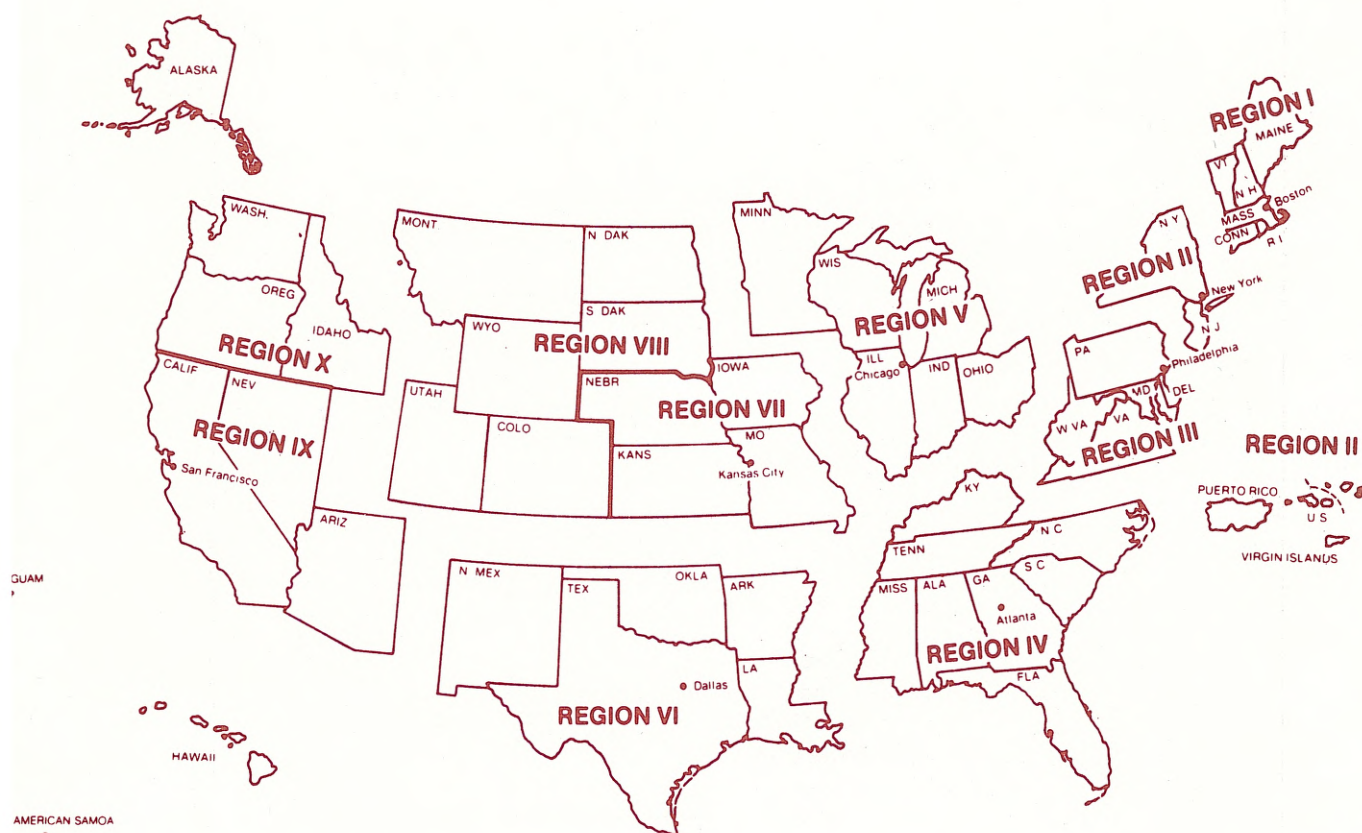 ALASKA
REGION I
MAINE
VT
N H
Boston
MASS
CONN
R I
N Y
REGION II
New York
N J
WASH.
OREG
IDAHO
REGION X
MONT
N DAK
S DAK
WYO
REGION VIII
UTAH
COLO
MINN
WIS
MICH
REGION V
ILL
Chicago
IND
OHIO
PA
Philadelphia
MD
DEL
W VA
VA
REGION III
CALIF
NEV
REGION IX
San Francisco
ARIZ
NEBR
IOWA
REGION VII
KANS
MO
Kansas City
REGION II
PUERTO RICO
U S
VIRGIN ISLANDS
KY
TENN
N C
S C
MISS
ALA
GA
Atlanta
REGION IV
FLA
N MEX
TEX
OKLA
ARK
LA
Dallas
REGION VI
GUAM
HAWAII
AMERICAN SAMOA